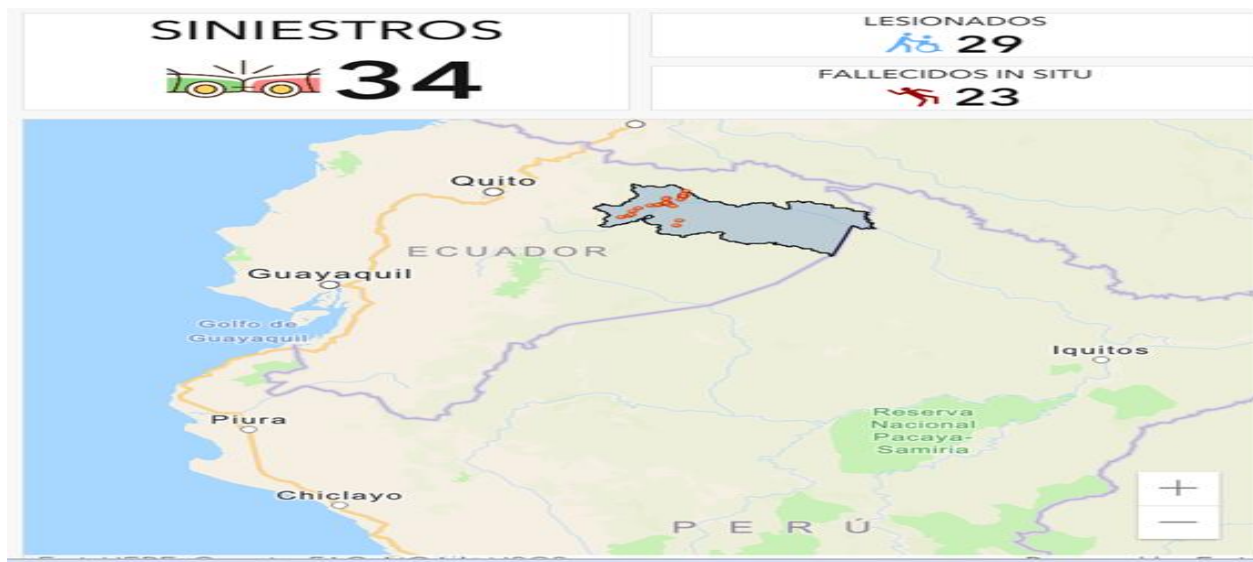 SINIESTROS
34
LESIONADOS
29
FALLECIDOS IN SITU
23
Quito
ECUADOR
Guayaquil
Golfo de
Guayaquil
Iquitos
Piura
Reserva
Nacional
Pacaya-
Samiria
Chiclayo
PERÚ
+
−